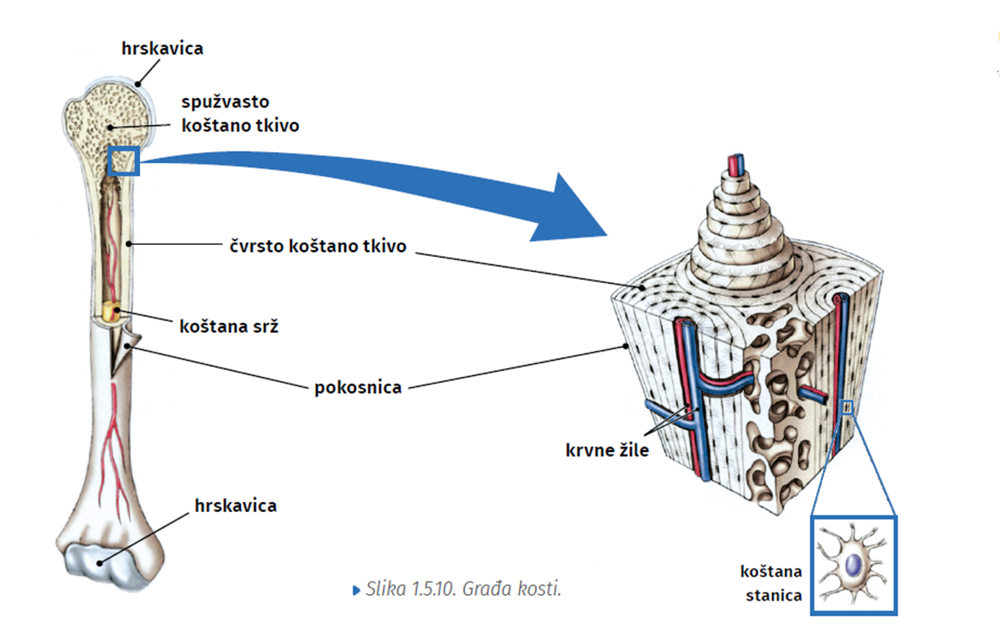 hrskavica
spužvasto
koštano tkivo
čvrsto koštano tkivo
koštana srž
pokosnica
krvne žile
hrskavica
koštana
stanica
Slika 1.5.10. Građa kosti.